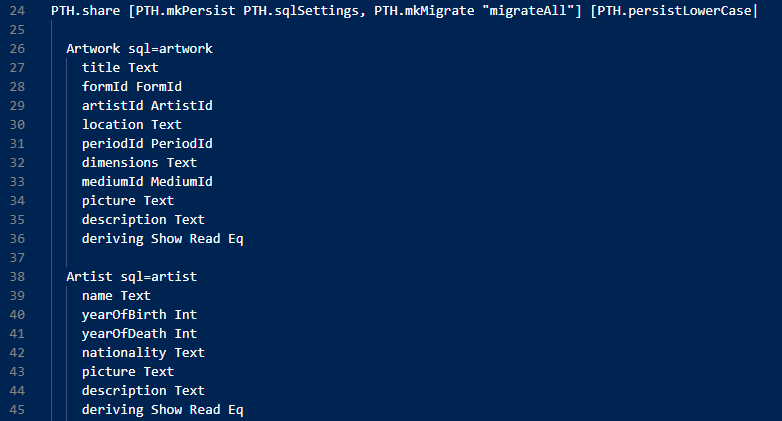 24 PTH.share [PTH.mkPersist PTH.sqlSettings, PTH.mkMigrate "migrateAll"] [PTH.persistLowerCase|
25
26   Artwork sql=artwork
27     title Text
28     formId FormId
29     artistId ArtistId
30     location Text
31     periodId PeriodId
32     dimensions Text
33     mediumId MediumId
34     picture Text
35     description Text
36     deriving Show Read Eq
37
38   Artist sql=artist
39     name Text
40     yearOfBirth Int
41     yearOfDeath Int
42     nationality Text
43     picture Text
44     description Text
45     deriving Show Read Eq